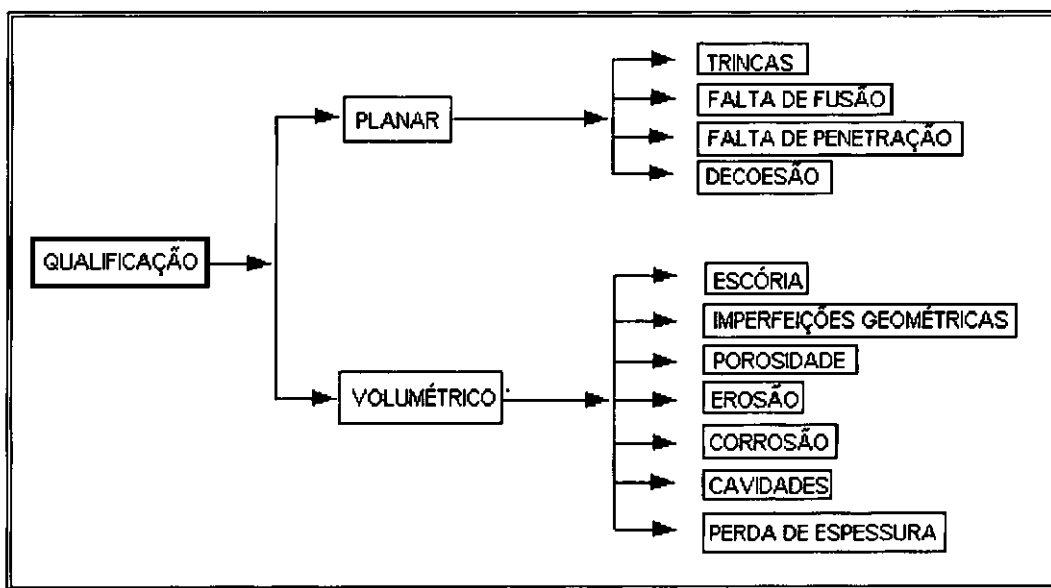 QUALIFICAÇÃO
PLANAR
TRINCAS
FALTA DE FUSÃO
FALTA DE PENETRAÇÃO
DECOESÃO
VOLUMÉTRICO
ESCÓRIA
IMPERFEIÇÕES GEOMÉTRICAS
POROSIDADE
EROSÃO
CORROSÃO
CAVIDADES
PERDA DE ESPESSURA